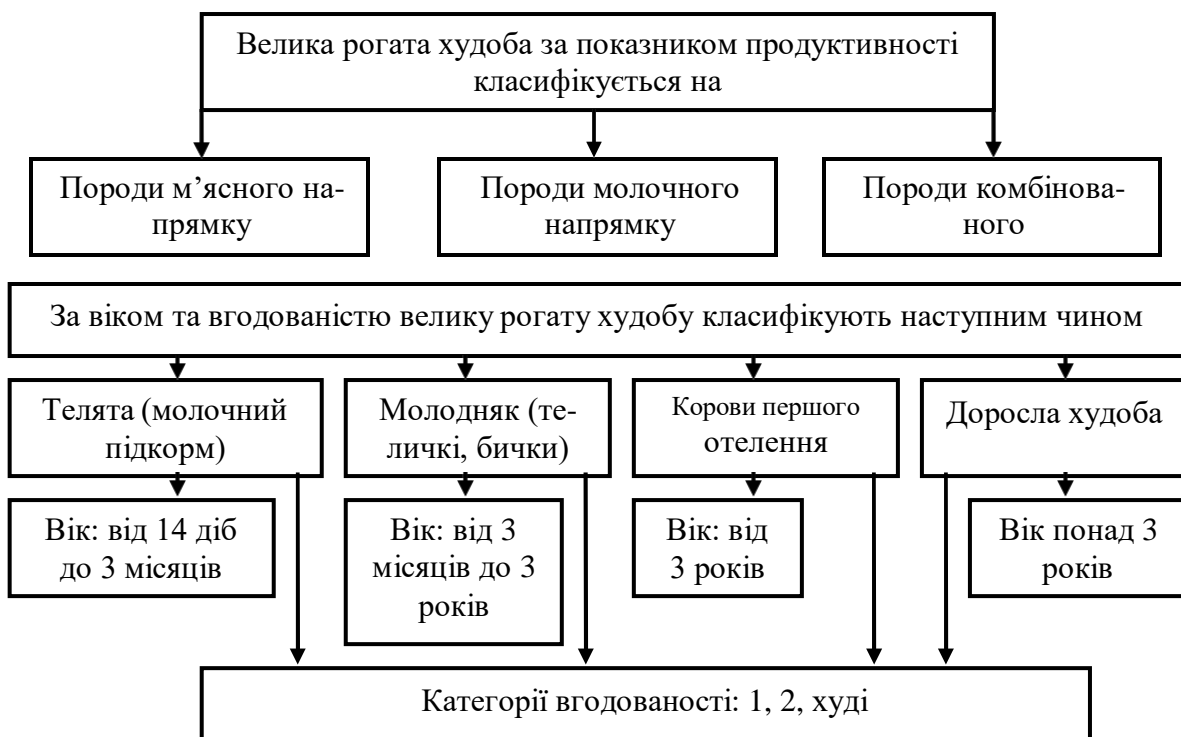 Велика рогата худоба за показником продуктивності
класифікується на
Породи м’ясного на-
прямку
Породи молочного
напрямку
Породи комбінова-
ного
За віком та вгодованістю велику рогату худобу класифікують наступним чином
Телята (молочний
підкорм)
Молодняк (те-
личкі, бички)
Корови першого
отелення
Доросла худоба
Вік: від 14 діб
до 3 місяців
Вік: від 3
місяців до 3
років
Вік: від
3 років
Вік понад 3
років
Категорії вгодованості: 1, 2, худі